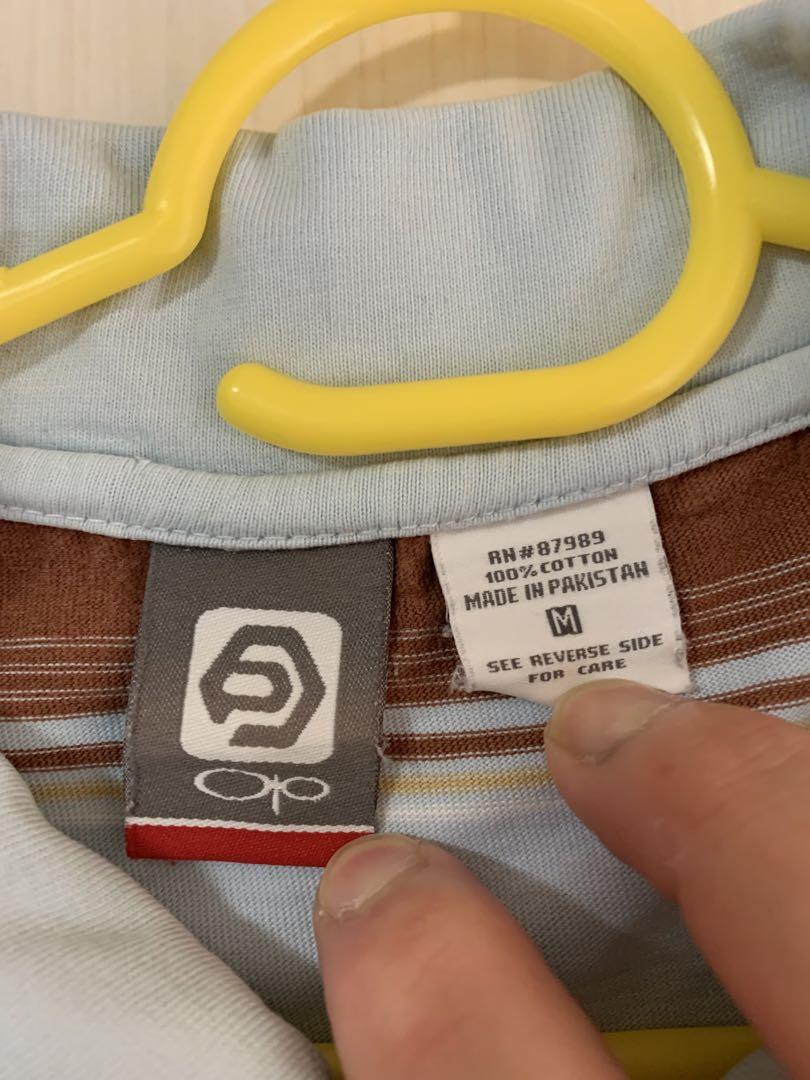 Op
RN#87989
100% COTTON
MADE IN PAKISTAN
M
SEE REVERSE SIDE
FOR CARE